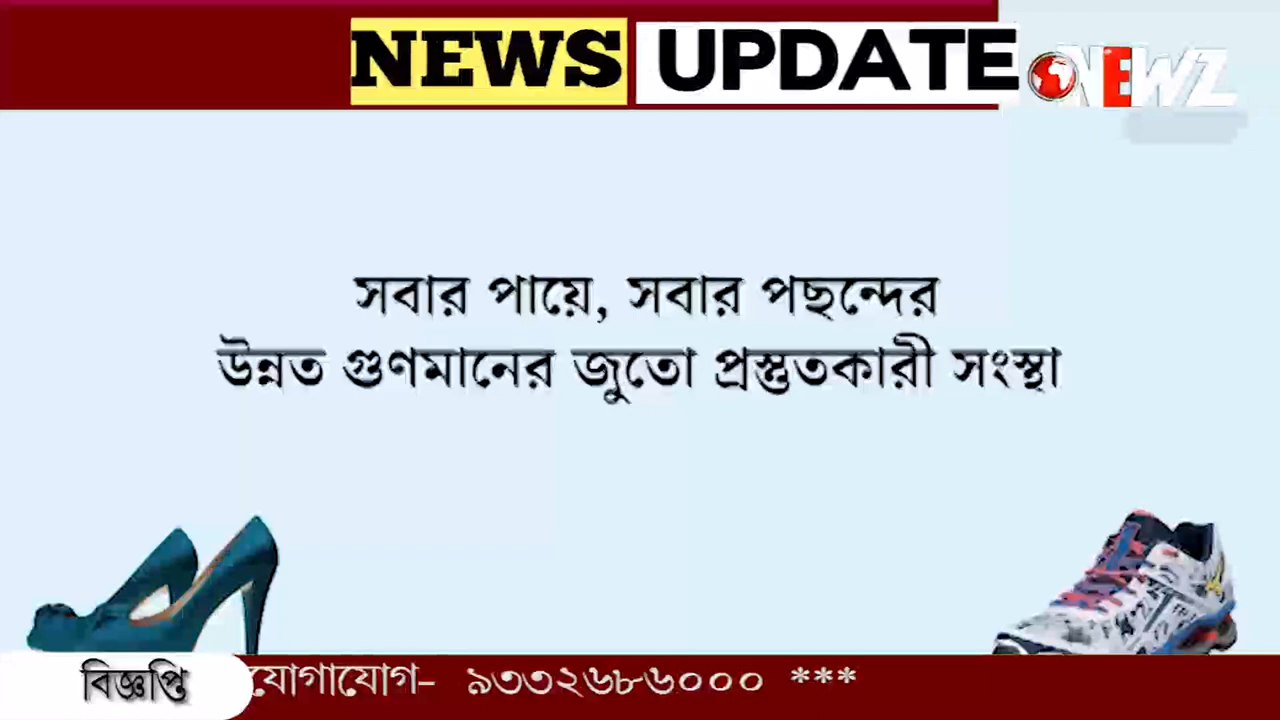 NEWS UPDATE
NEWZ
সবার পায়ে, সবার পছন্দের
উন্নত গুণমানের জুতো প্রস্তুতকারী সংস্থা
বিজ্ঞপ্তি
যোগাযোগ- ৯৩৩২৬৮৬০০০ ***